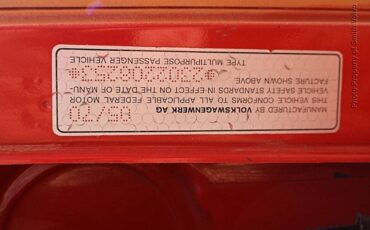 MANUFACTURED BY VOLKSWAGENWERK AG
05/70
THIS VEHICLE CONFORMS TO ALL APPLICABLE FEDERAL MOTOR
VEHICLE SAFETY STANDARDS IN EFFECT ON THE DATE OF MANU-
FACTURE SHOWN ABOVE.
*2202208253*
TYPE MULTIPURPOSE PASSENGER VEHICLE